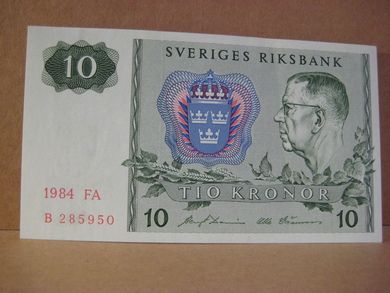 SVERIGES RIKSBANK
10
1984 FA
B 285950
TIO KRONOR
10
10